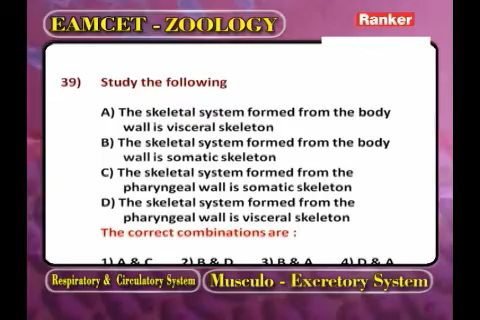 EAMCET - ZOOLOGY
Ranker
39) Study the following
A) The skeletal system formed from the body
wall is visceral skeleton
B) The skeletal system formed from the body
wall is somatic skeleton
C) The skeletal system formed from the
pharyngeal wall is somatic skeleton
D) The skeletal system formed from the
pharyngeal wall is visceral skeleton
The correct combinations are :
1) A & C 2) B & D 3) B & A 4) D & A
Respiratory & Circulatory System
Musculo - Excretory System